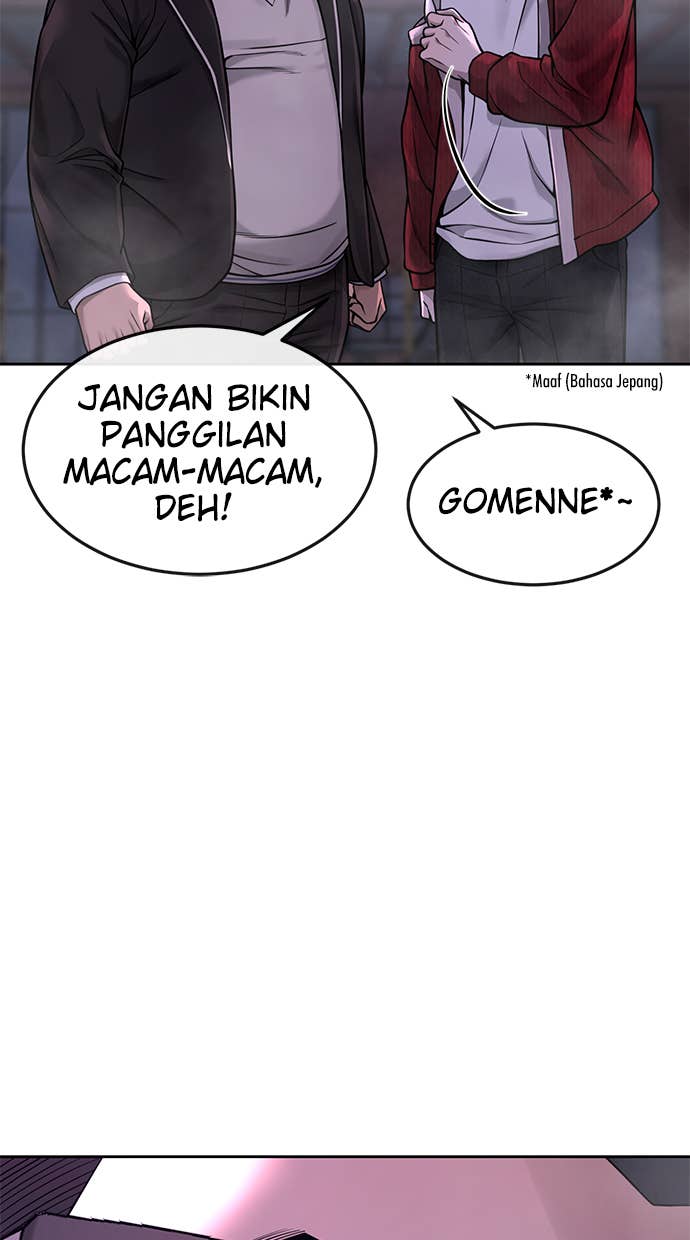 JANGAN BIKIN
PANGGILAN
MACAM-MACAM,
DEH!
*Maaf (Bahasa Jepang)
GOMENNE*~